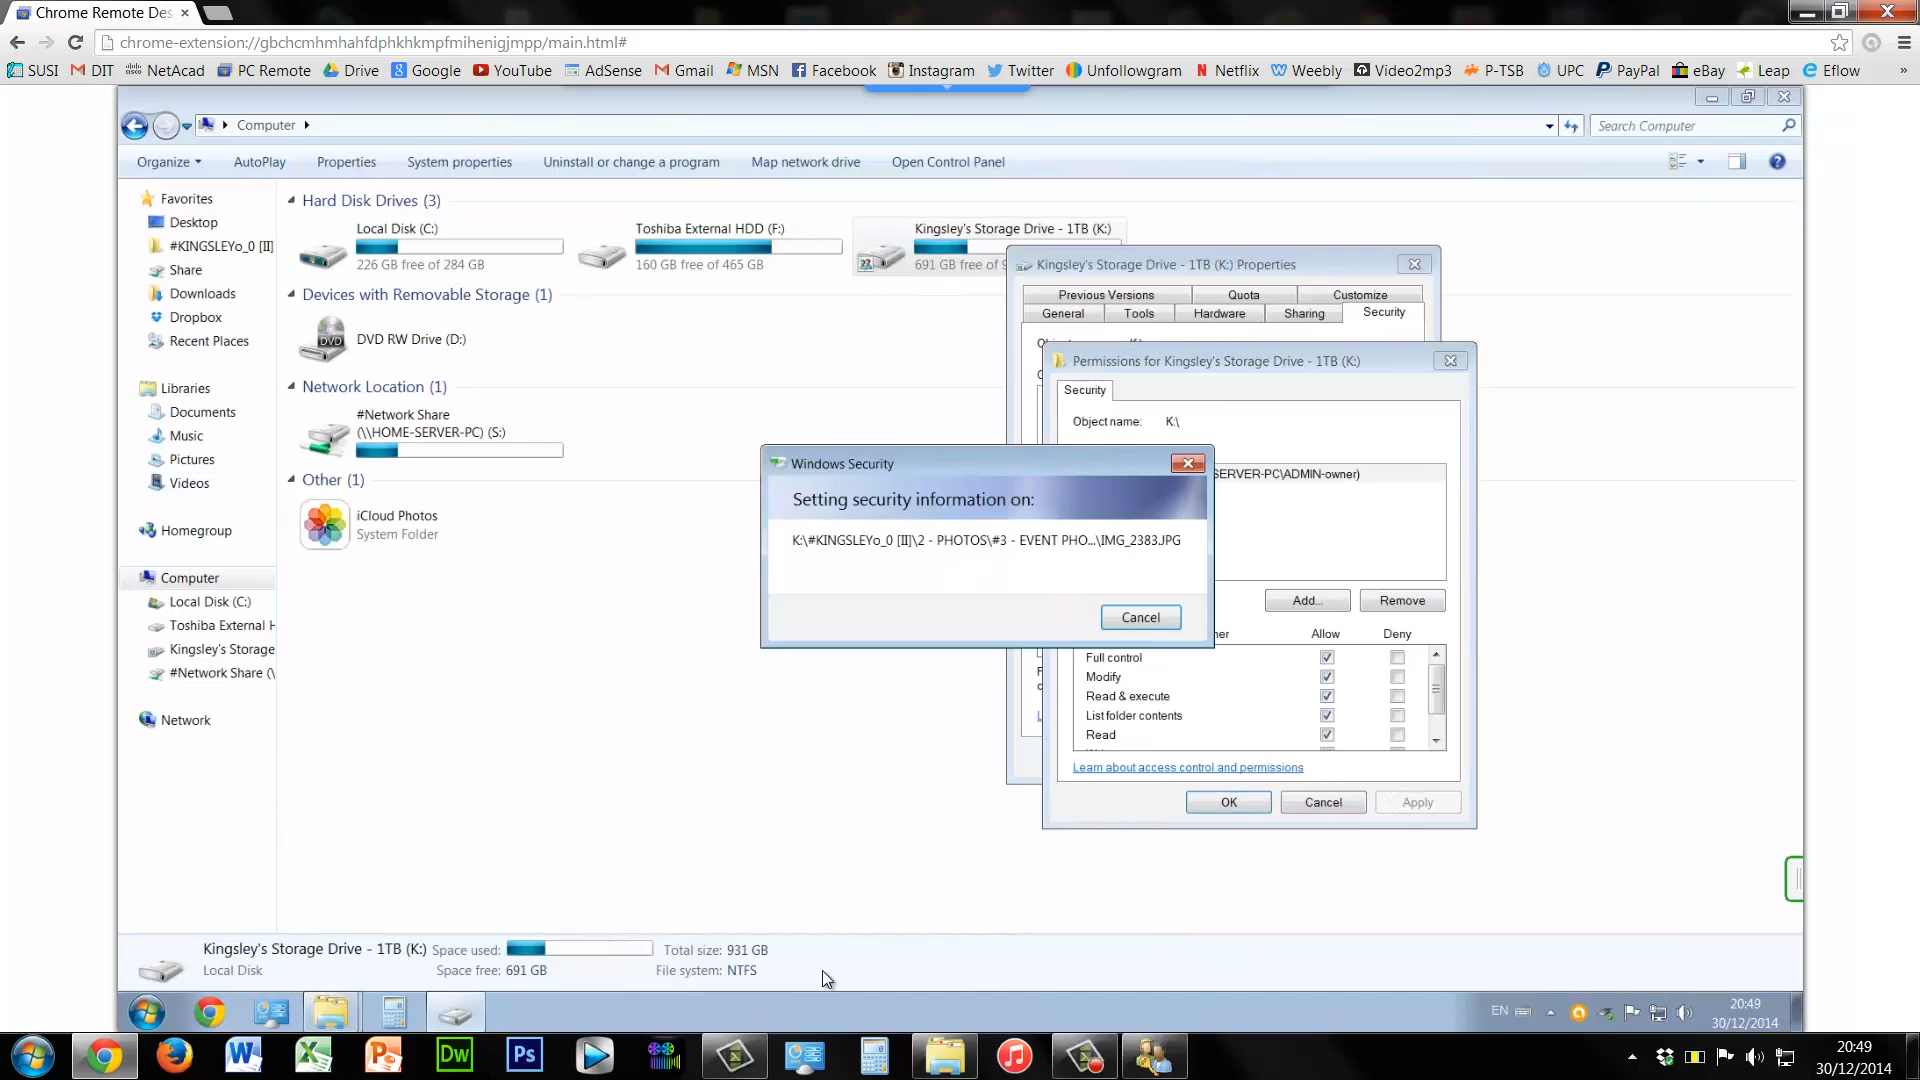 Chrome Remote Des
chrome-extension://gbchcmhmhahfdphkhkmpfmihenigjmpp/main.html#
SUSI DIT NetAcad PC Remote Drive Google YouTube AdSense Gmail MSN Facebook Instagram Twitter Unfollowgram Netflix Weebly Video2mp3 P-TSB UPC PayPal eBay Leap Eflow »
Computer
Search Computer
Organize AutoPlay Properties System properties Uninstall or change a program Map network drive Open Control Panel
Favorites
Desktop
#KINGSLEYo_0 [II]
Share
Downloads
Dropbox
Recent Places
Libraries
Documents
Music
Pictures
Videos
Homegroup
Computer
Local Disk (C:)
Toshiba External H
Kingsley's Storage
#Network Share (\
Network
Hard Disk Drives (3)
Local Disk (C:)
226 GB free of 284 GB
Toshiba External HDD (F:)
160 GB free of 465 GB
Kingsley's Storage Drive - 1TB (K:)
691 GB free of 9
Devices with Removable Storage (1)
DVD
DVD RW Drive (D:)
Network Location (1)
#Network Share
(\\HOME-SERVER-PC) (S:)
Other (1)
iCloud Photos
System Folder
Kingsley's Storage Drive - 1TB (K:) Properties
Previous Versions Quota Customize
General Tools Hardware Sharing Security
Permissions for Kingsley's Storage Drive - 1TB (K:)
Security
Object name: K:\
SERVER-PC\ADMIN-owner)
Add... Remove
ner Allow Deny
Full control
Modify
Read & execute
List folder contents
Read
Learn about access control and permissions
OK Cancel Apply
Windows Security
Setting security information on:
K:\#KINGSLEYo_0 [II]\2 - PHOTOS\#3 - EVENT PHO...\IMG_2383.JPG
Cancel
Kingsley's Storage Drive - 1TB (K:) Space used: Total size: 931 GB
Local Disk Space free: 691 GB File system: NTFS
EN 20:49
30/12/2014
Dw Ps
20:49
30/12/2014